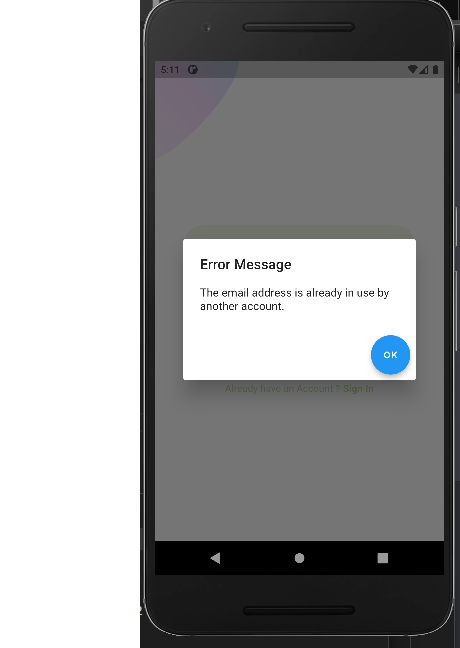 5:11
Error Message
The email address is already in use by
another account.
OK
Already have an Account ? Sign In